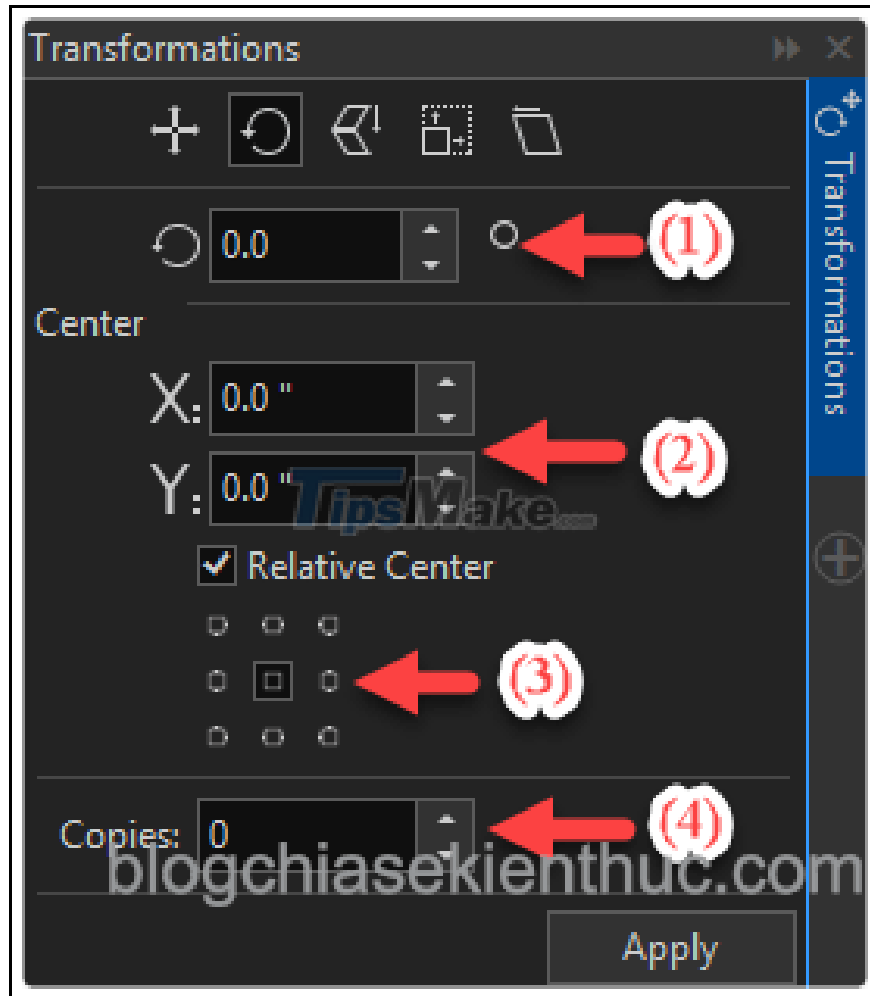 Transformations
Transformations
0.0
(1)
Center
X:
0.0 "
(2)
Y:
0.0 "
TipsMake.com
Relative Center
(3)
Copies:
0
(4)
blogchiasekienthuc.com
Apply